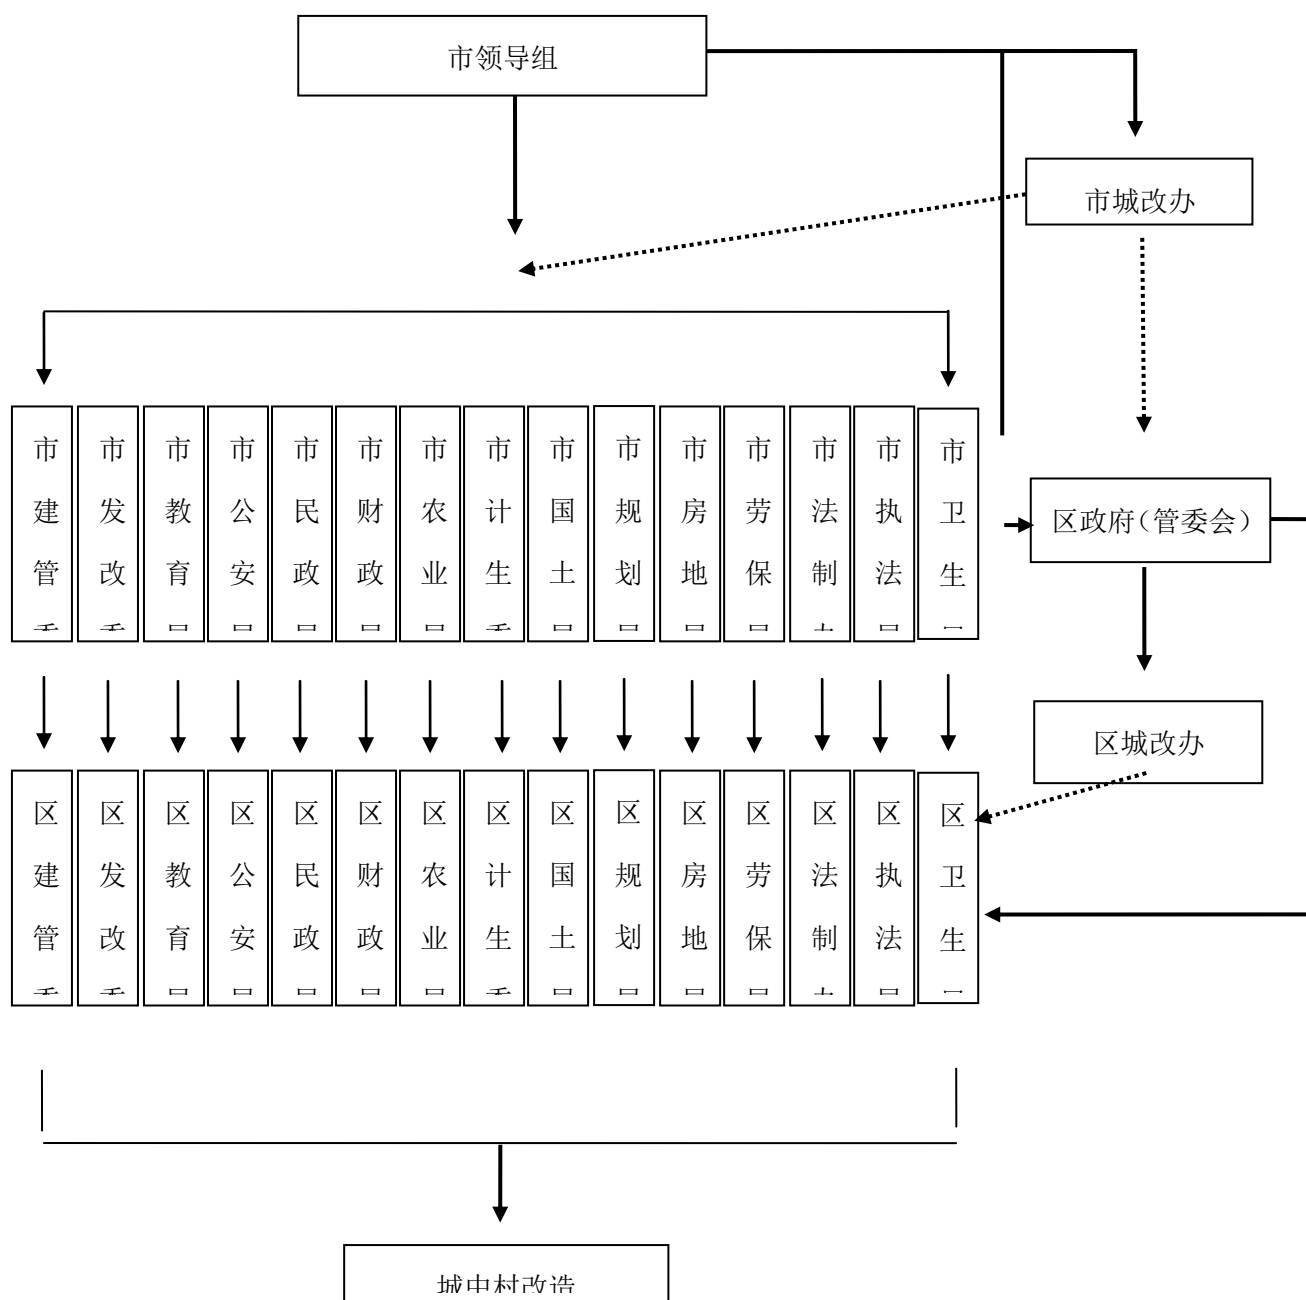 市领导组
市城改办
市建管
市发改
市教育
市公安
市民政
市财政
市农业
市计生
市国土
市规划
市房地
市劳保
市法制
市执法
市卫生
区政府（管委会）
区城改办
区建管
区发改
区教育
区公安
区民政
区财政
区农业
区计生
区国土
区规划
区房地
区劳保
区法制
区执法
区卫生
城中村改造